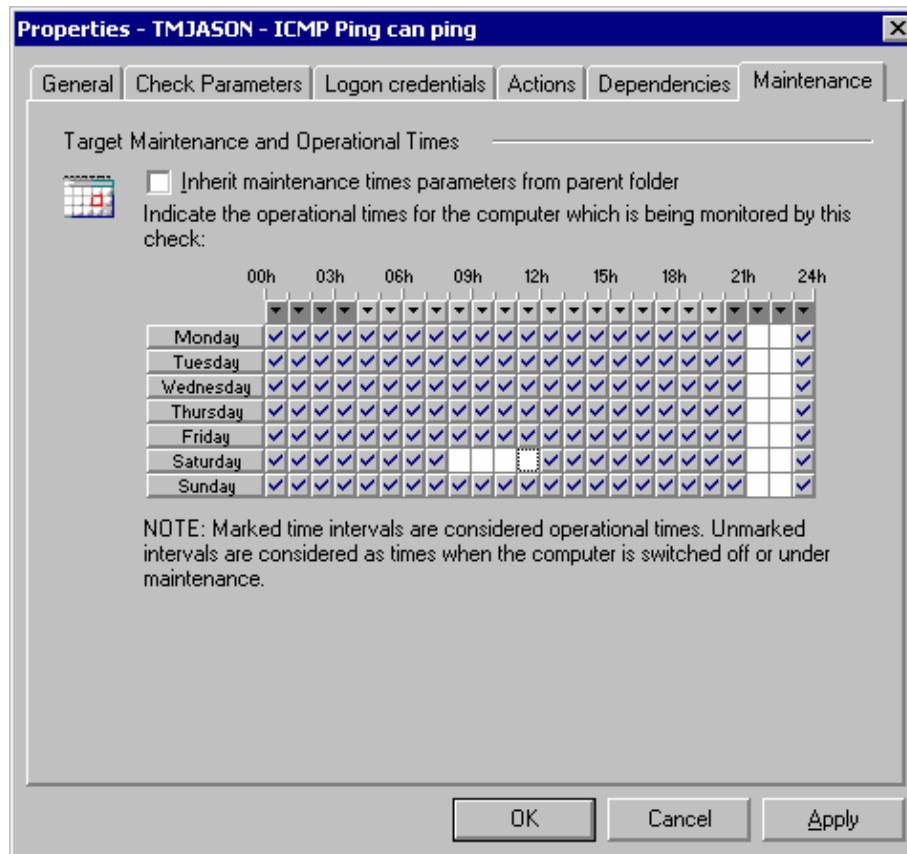 Properties - TMJASON - ICMP Ping can ping
General Check Parameters Logon credentials Actions Dependencies Maintenance
Target Maintenance and Operational Times
Inherit maintenance times parameters from parent folder
Indicate the operational times for the computer which is being monitored by this
check:
00h 03h 06h 09h 12h 15h 18h 21h 24h
Monday
Tuesday
Wednesday
Thursday
Friday
Saturday
Sunday
NOTE: Marked time intervals are considered operational times. Unmarked
intervals are considered as times when the computer is switched off or under
maintenance.
OK Cancel Apply